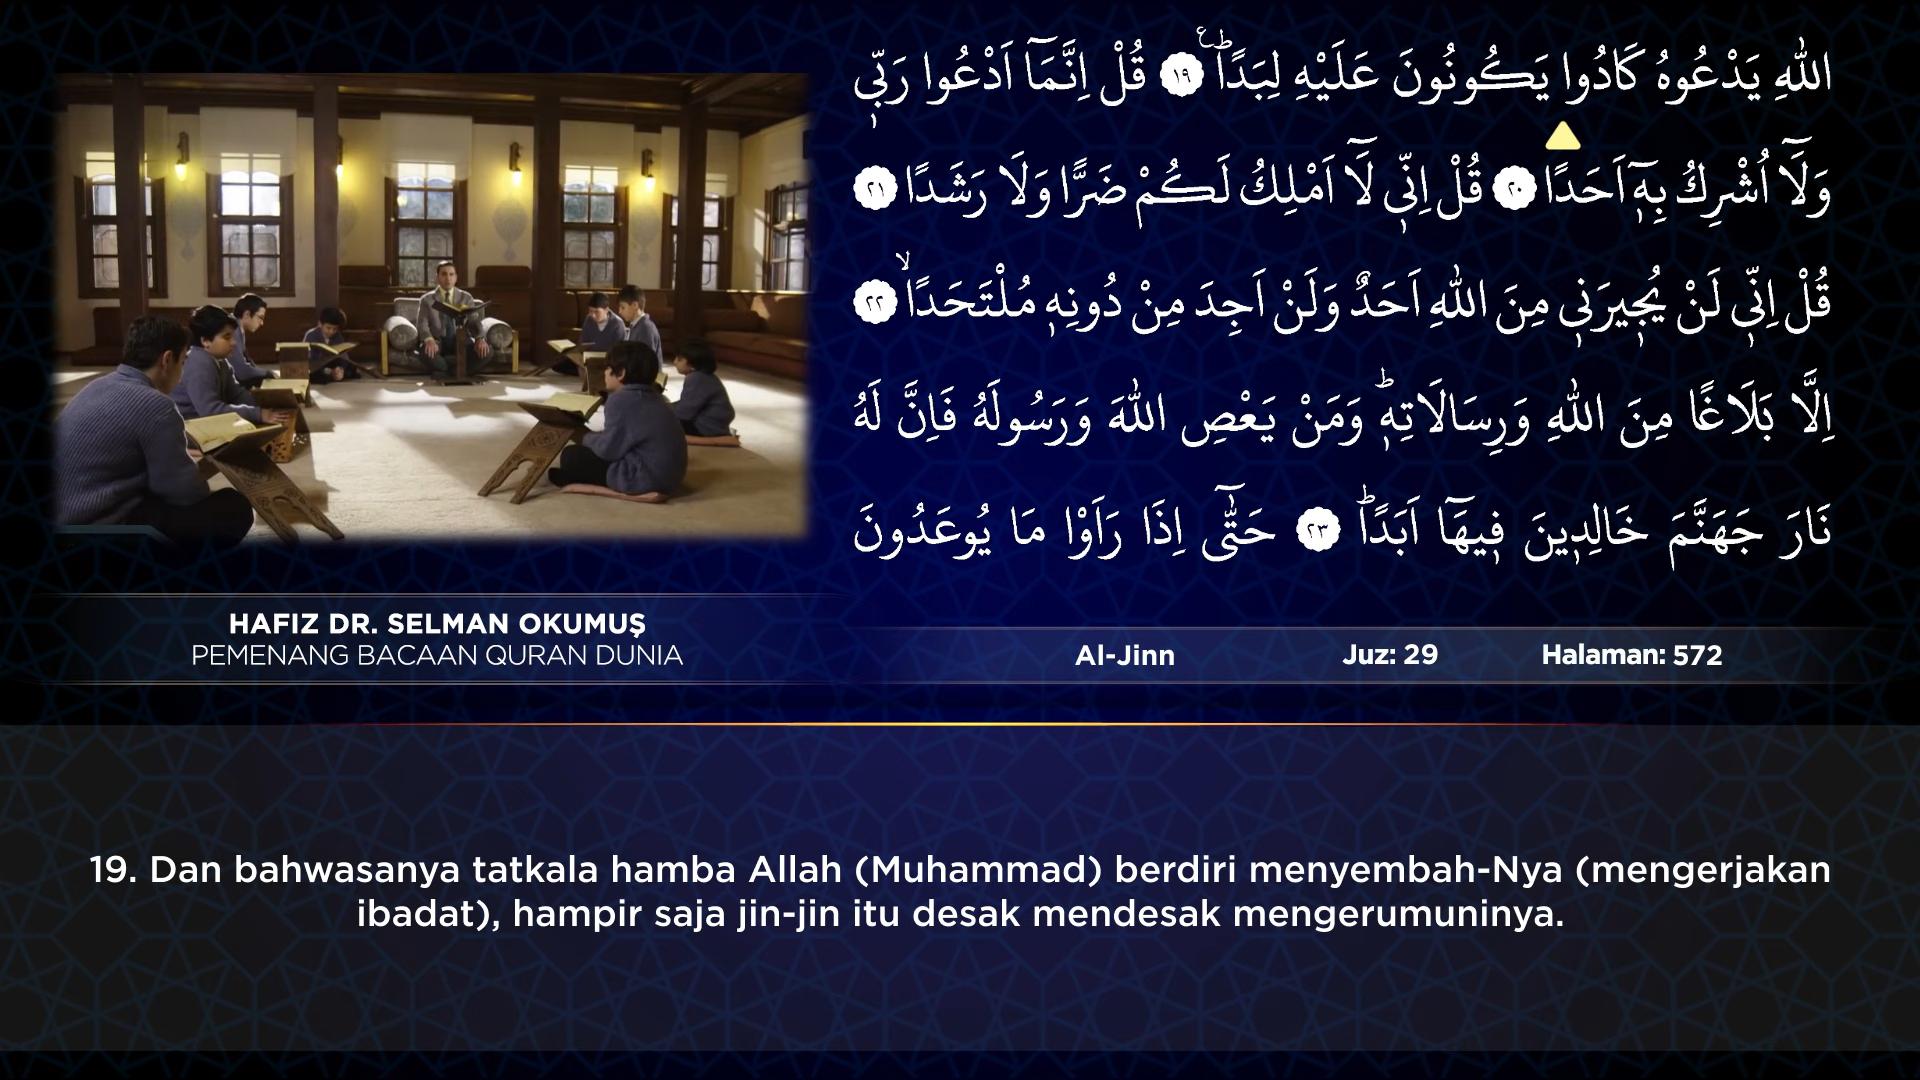 اللّٰهِ يَدْعُوهُ كَادُوا يَكُونُونَ عَلَيْهِ لِبَدًاۜ ﴿١٩﴾ قُلْ اِنَّمَٓا اَدْعُوا رَبّ۪ي
وَلَٓا اُشْرِكُ بِه۪ٓ اَحَدًا ﴿٢٠﴾ قُلْ اِنّ۪ي لَٓا اَمْلِكُ لَكُمْ ضَرًّا وَلَا رَشَدًا ﴿٢١﴾
قُلْ اِنّ۪ي لَنْ يُج۪يرَن۪ي مِنَ اللّٰهِ اَحَدٌ وَلَنْ اَجِدَ مِنْ دُونِه۪ مُلْتَحَدًاۙ ﴿٢٢﴾
اِلَّا بَلَاغًا مِنَ اللّٰهِ وَرِسَالَاتِه۪ۜ وَمَنْ يَعْصِ اللّٰهَ وَرَسُولَهُ فَاِنَّ لَهُ
نَارَ جَهَنَّمَ خَالِد۪ينَ ف۪يهَٓا اَبَدًاۜ ﴿٢٣﴾ حَتّٰٓى اِذَا رَاَوْا مَا يُوعَدُونَ
HAFIZ DR. SELMAN OKUMUŞ
PEMENANG BACAAN QURAN DUNIA
Al-Jinn Juz: 29 Halaman: 572
19. Dan bahwasanya tatkala hamba Allah (Muhammad) berdiri menyembah-Nya (mengerjakan
ibadat), hampir saja jin-jin itu desak mendesak mengerumuninya.